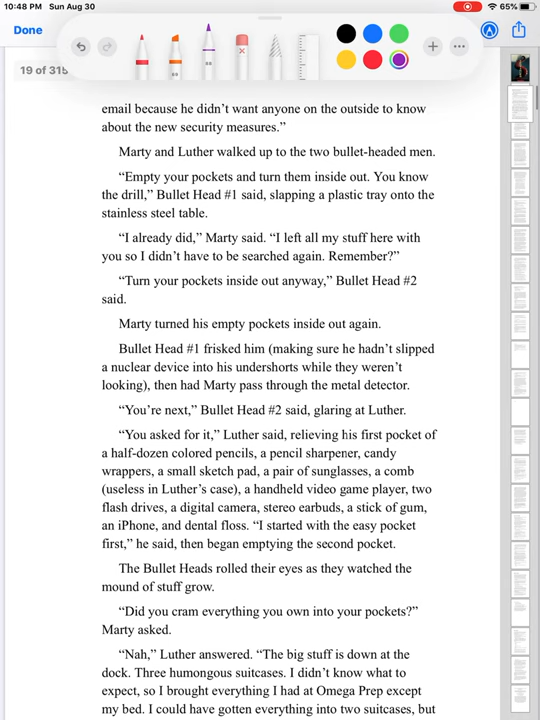 10:48 PM Sun Aug 30
65%
Done
19 of 315
email because he didn’t want anyone on the outside to know
about the new security measures.”
Marty and Luther walked up to the two bullet-headed men.
“Empty your pockets and turn them inside out. You know
the drill,” Bullet Head #1 said, slapping a plastic tray onto the
stainless steel table.
“I already did,” Marty said. “I left all my stuff here with
you so I didn’t have to be searched again. Remember?”
“Turn your pockets inside out anyway,” Bullet Head #2
said.
Marty turned his empty pockets inside out again.
Bullet Head #1 frisked him (making sure he hadn’t slipped
a nuclear device into his undershorts while they weren’t
looking), then had Marty pass through the metal detector.
“You’re next,” Bullet Head #2 said, glaring at Luther.
“You asked for it,” Luther said, relieving his first pocket of
a half-dozen colored pencils, a pencil sharpener, candy
wrappers, a small sketch pad, a pair of sunglasses, a comb
(useless in Luther’s case), a handheld video game player, two
flash drives, a digital camera, stereo earbuds, a stick of gum,
an iPhone, and dental floss. “I started with the easy pocket
first,” he said, then began emptying the second pocket.
The Bullet Heads rolled their eyes as they watched the
mound of stuff grow.
“Did you cram everything you own into your pockets?”
Marty asked.
“Nah,” Luther answered. “The big stuff is down at the
dock. Three humongous suitcases. I didn’t know what to
expect, so I brought everything I had at Omega Prep except
my bed. I could have gotten everything into two suitcases, but